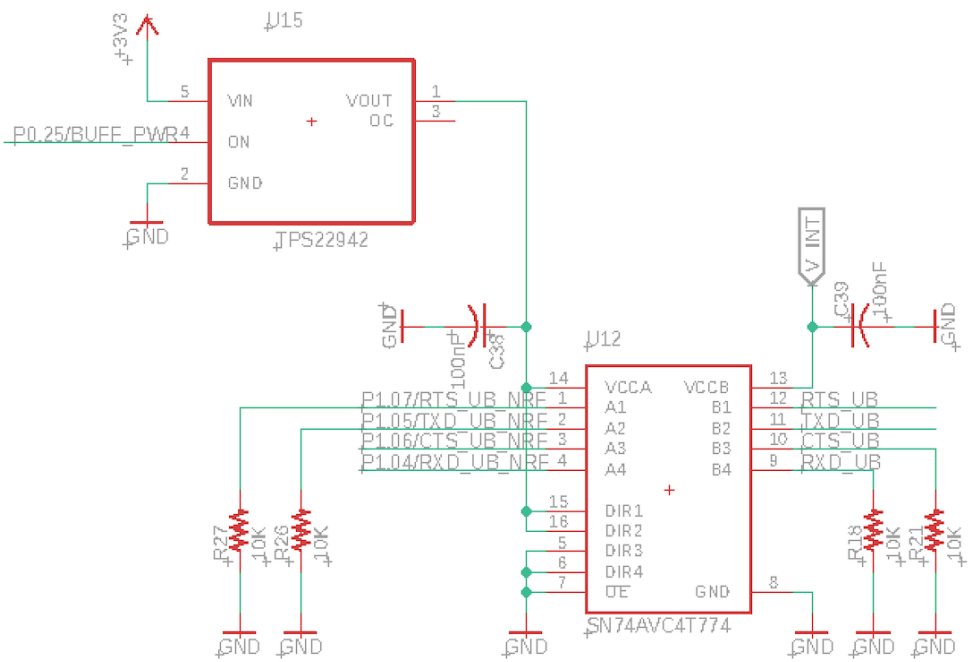 U15
+3V3
5
VIN
VOUT
1
OC
3
P0.25/BUFF_PWR
4
ON
2
GND
GND
TPS22942
V_INT
GND
100nF
C38
C39
100nF
GND
U12
14
VCCA
VCCB
13
P1.07/RTS_UB_NRF
1
A1
B1
12
RTS_UB
P1.05/TXD_UB_NRF
2
A2
B2
11
TXD_UB
P1.06/CTS_UB_NRF
3
A3
B3
10
CTS_UB
P1.04/RXD_UB_NRF
4
A4
B4
9
RXD_UB
15
DIR1
16
DIR2
5
DIR3
6
DIR4
7
OE
GND
8
R27
10K
R26
10K
R18
10K
R21
10K
SN74AVC4T774
GND
GND
GND
GND
GND
GND